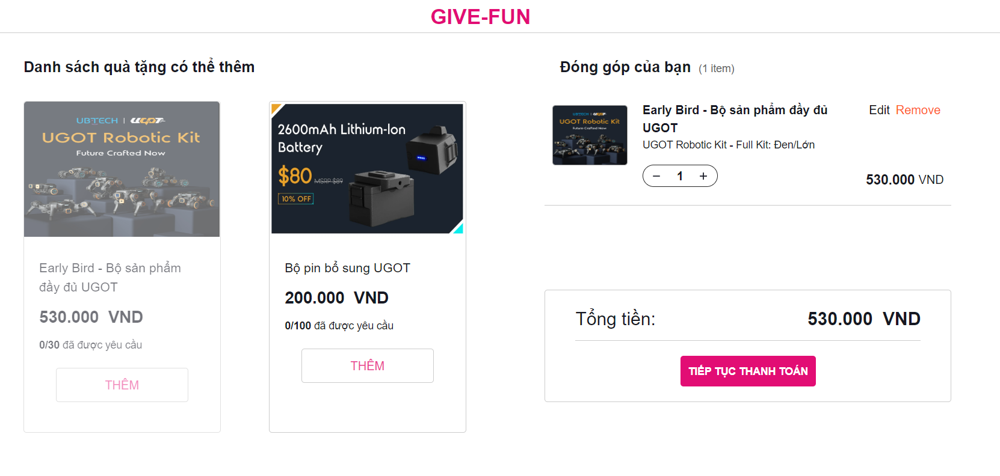 GIVE-FUN
Danh sách quà tặng có thể thêm
UBTECH | UGOT
UGOT Robotic Kit
Future Crafted Now
Early Bird - Bộ sản phẩm
đầy đủ UGOT
530.000 VND
0/30 đã được yêu cầu
THÊM
2600mAh Lithium-Ion
Battery
$80 MSRP $89
10% OFF
Bộ pin bổ sung UGOT
200.000 VND
0/100 đã được yêu cầu
THÊM
Đóng góp của bạn (1 item)
UBTECH | UGOT
UGOT Robotic Kit
Future Crafted Now
Early Bird - Bộ sản phẩm đầy đủ
UGOT
Edit Remove
UGOT Robotic Kit - Full Kit: Đen/Lớn
− 1 +
530.000 VND
Tổng tiền: 530.000 VND
TIẾP TỤC THANH TOÁN